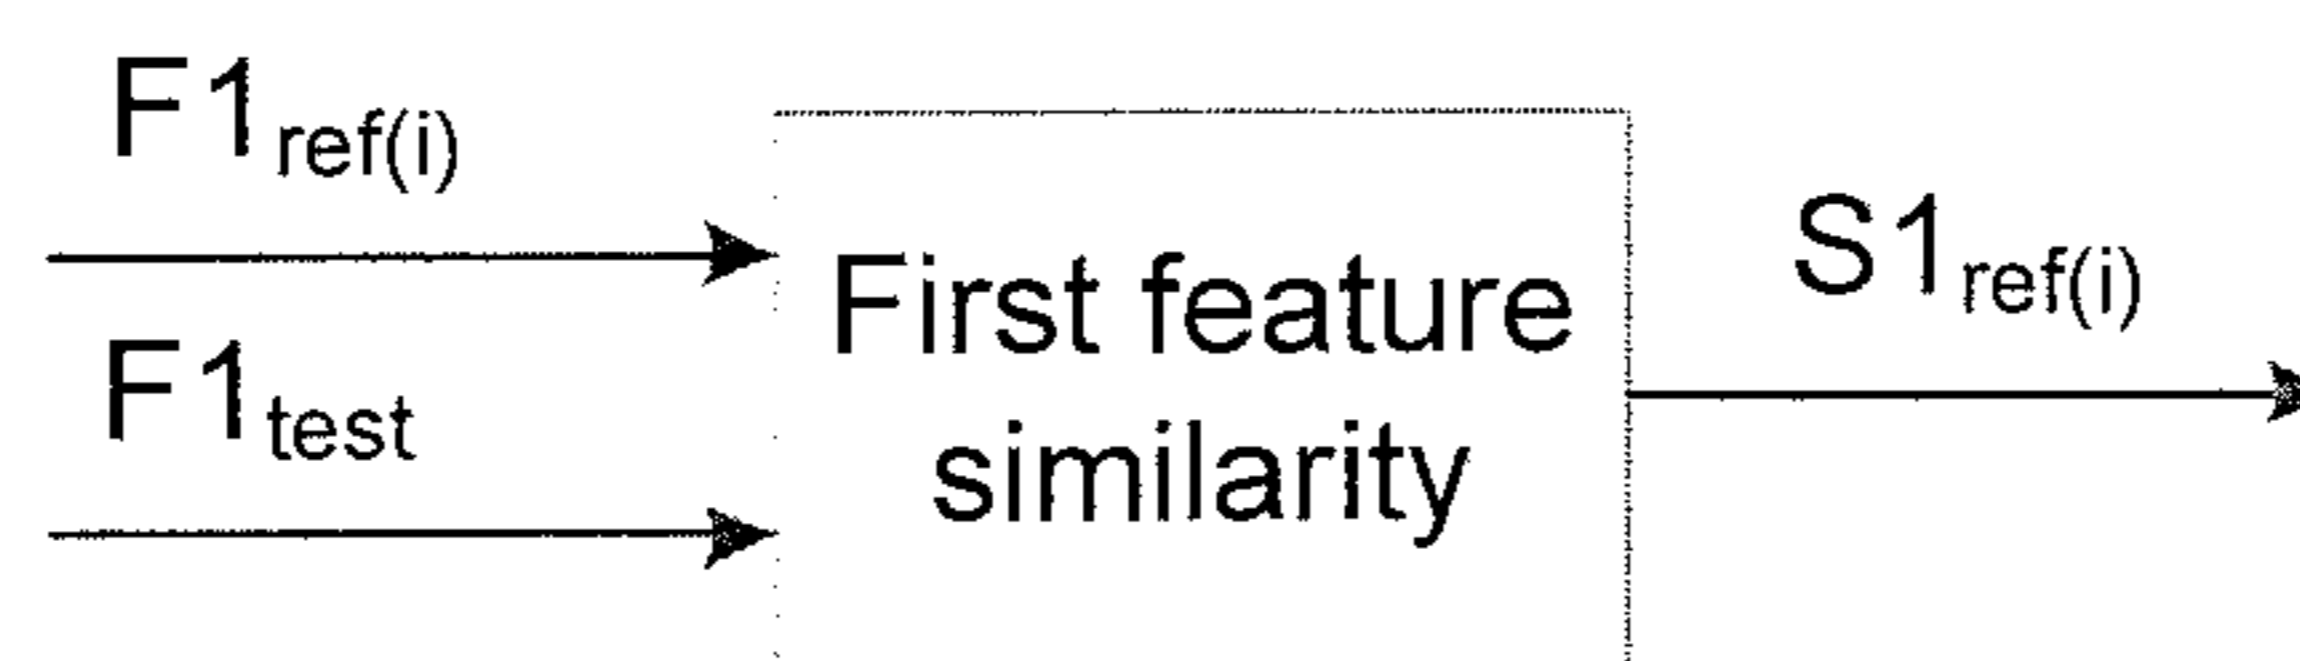 F1ref(i)
F1test
First feature
similarity
S1ref(i)